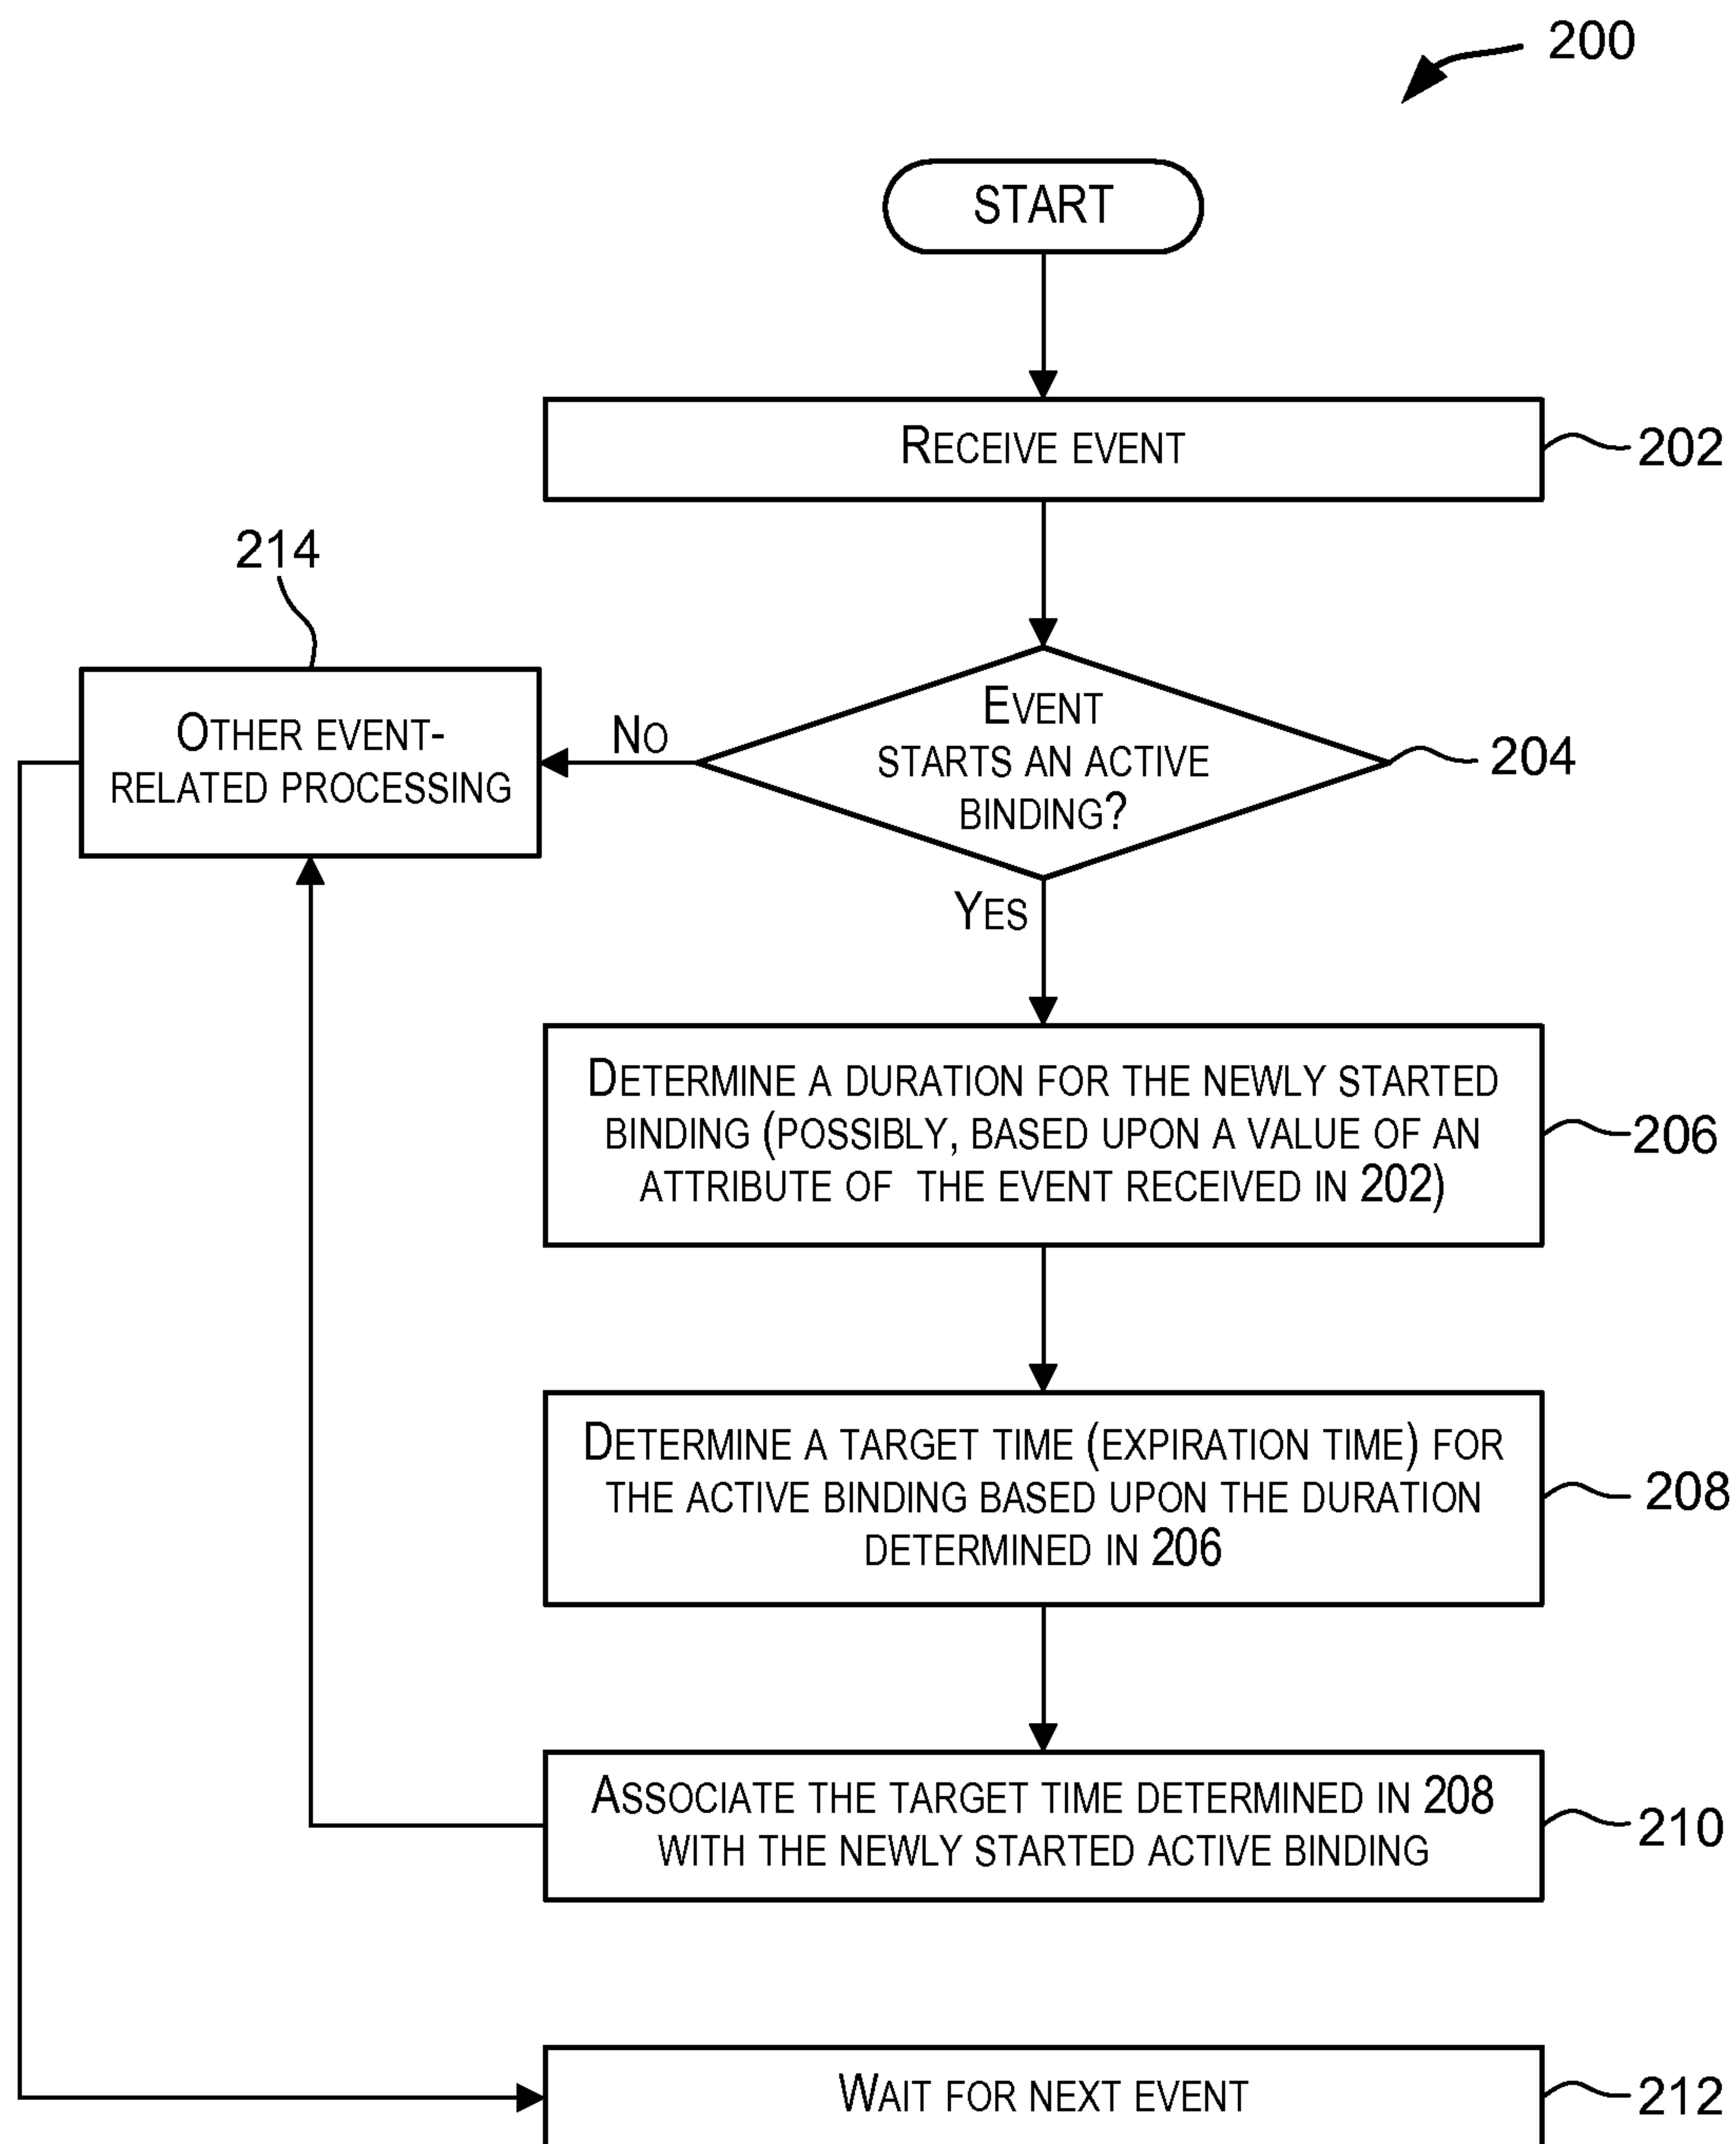 200
START
RECEIVE EVENT
202
214
OTHER EVENT-
RELATED PROCESSING
NO
EVENT
STARTS AN ACTIVE
BINDING?
204
YES
DETERMINE A DURATION FOR THE NEWLY STARTED
BINDING (POSSIBLY, BASED UPON A VALUE OF AN
ATTRIBUTE OF THE EVENT RECEIVED IN 202)
206
DETERMINE A TARGET TIME (EXPIRATION TIME) FOR
THE ACTIVE BINDING BASED UPON THE DURATION
DETERMINED IN 206
208
ASSOCIATE THE TARGET TIME DETERMINED IN 208
WITH THE NEWLY STARTED ACTIVE BINDING
210
WAIT FOR NEXT EVENT
212